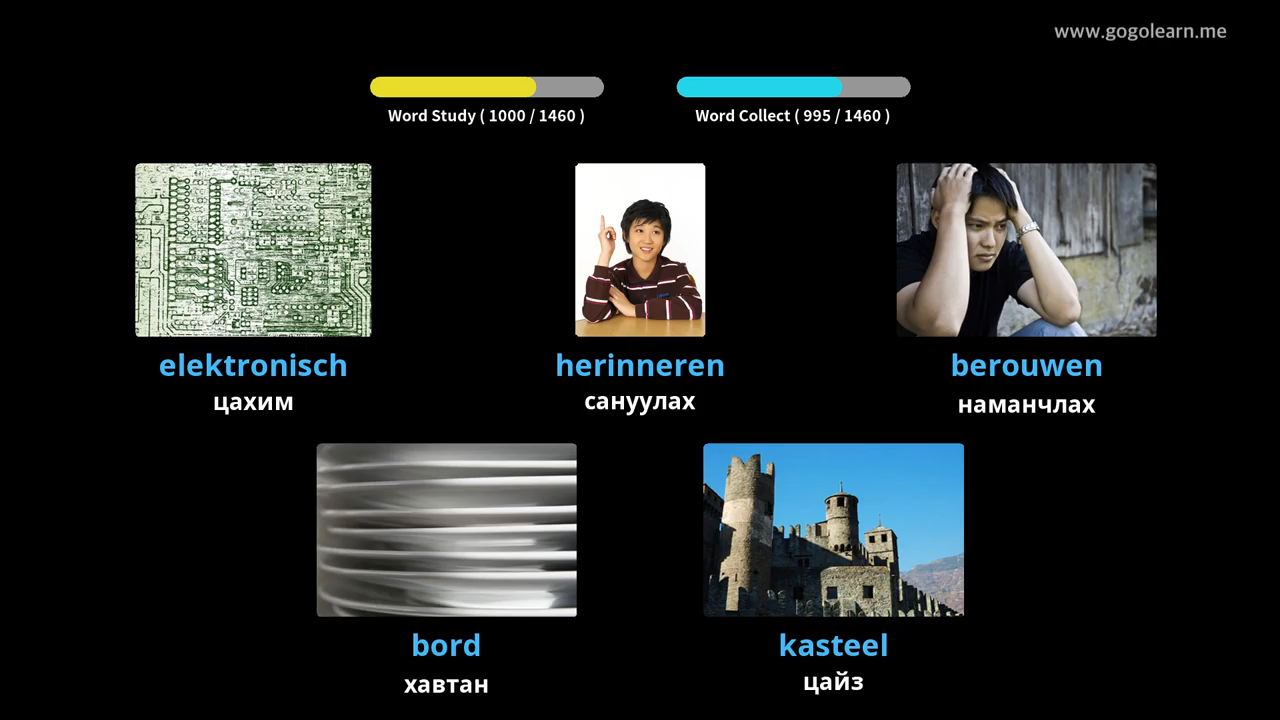 www.gogolearn.me
Word Study ( 1000 / 1460 )
Word Collect ( 995 / 1460 )
elektronisch
цахим
herinneren
сануулах
berouwen
наманчлах
bord
хавтан
kasteel
цайз